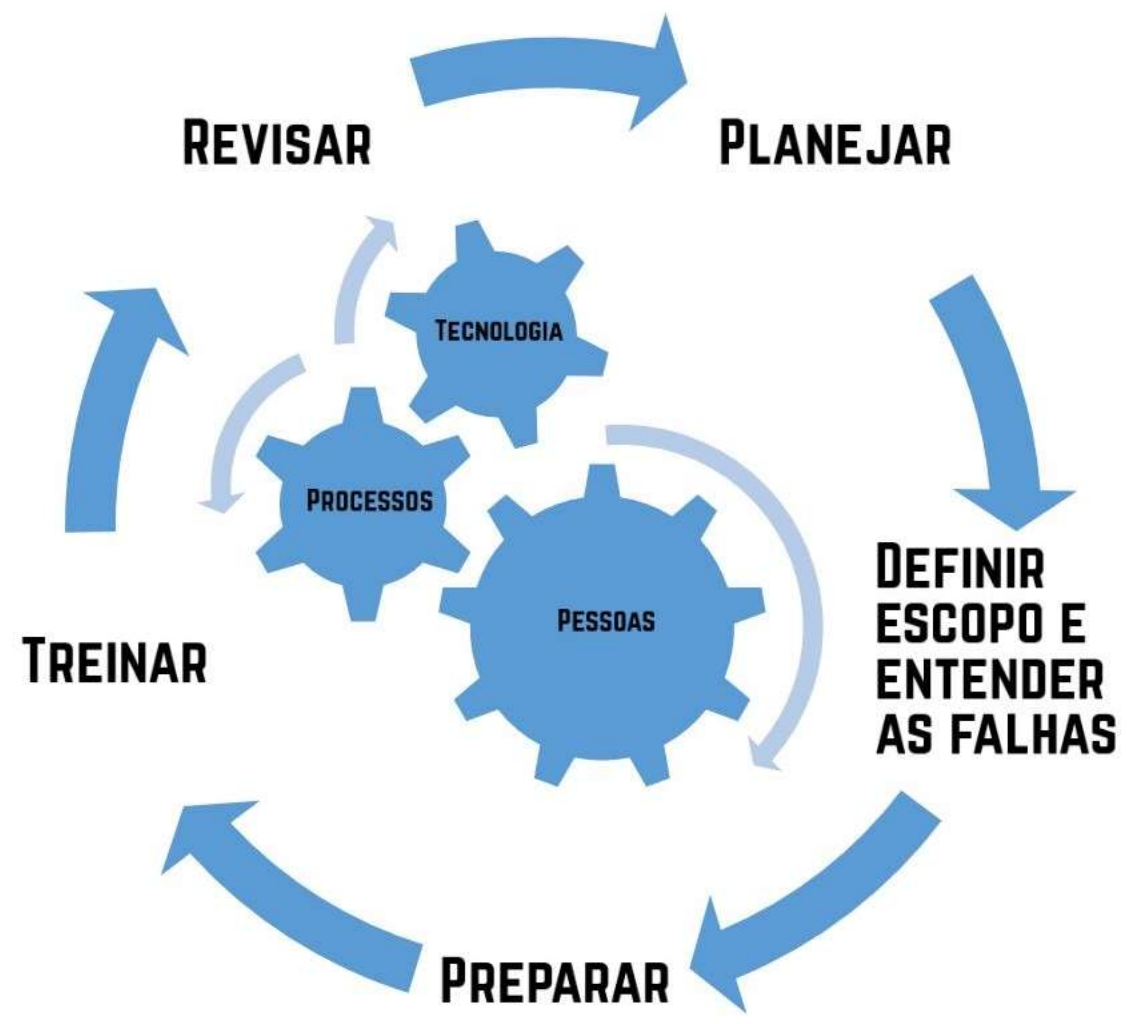 Revisar
Planejar
Tecnologia
Processos
Pessoas
Definir
escopo e
entender
as falhas
Treinar
Preparar